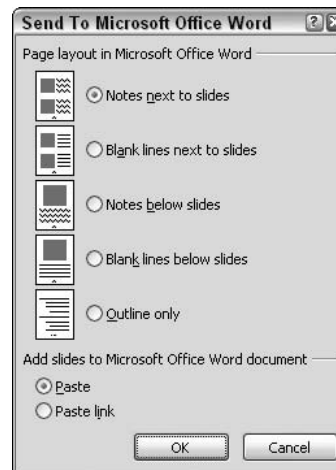 Send To Microsoft Office Word
Page layout in Microsoft Office Word
Notes next to slides
Blank lines next to slides
Notes below slides
Blank lines below slides
Outline only
Add slides to Microsoft Office Word document
Paste
Paste link
OK Cancel